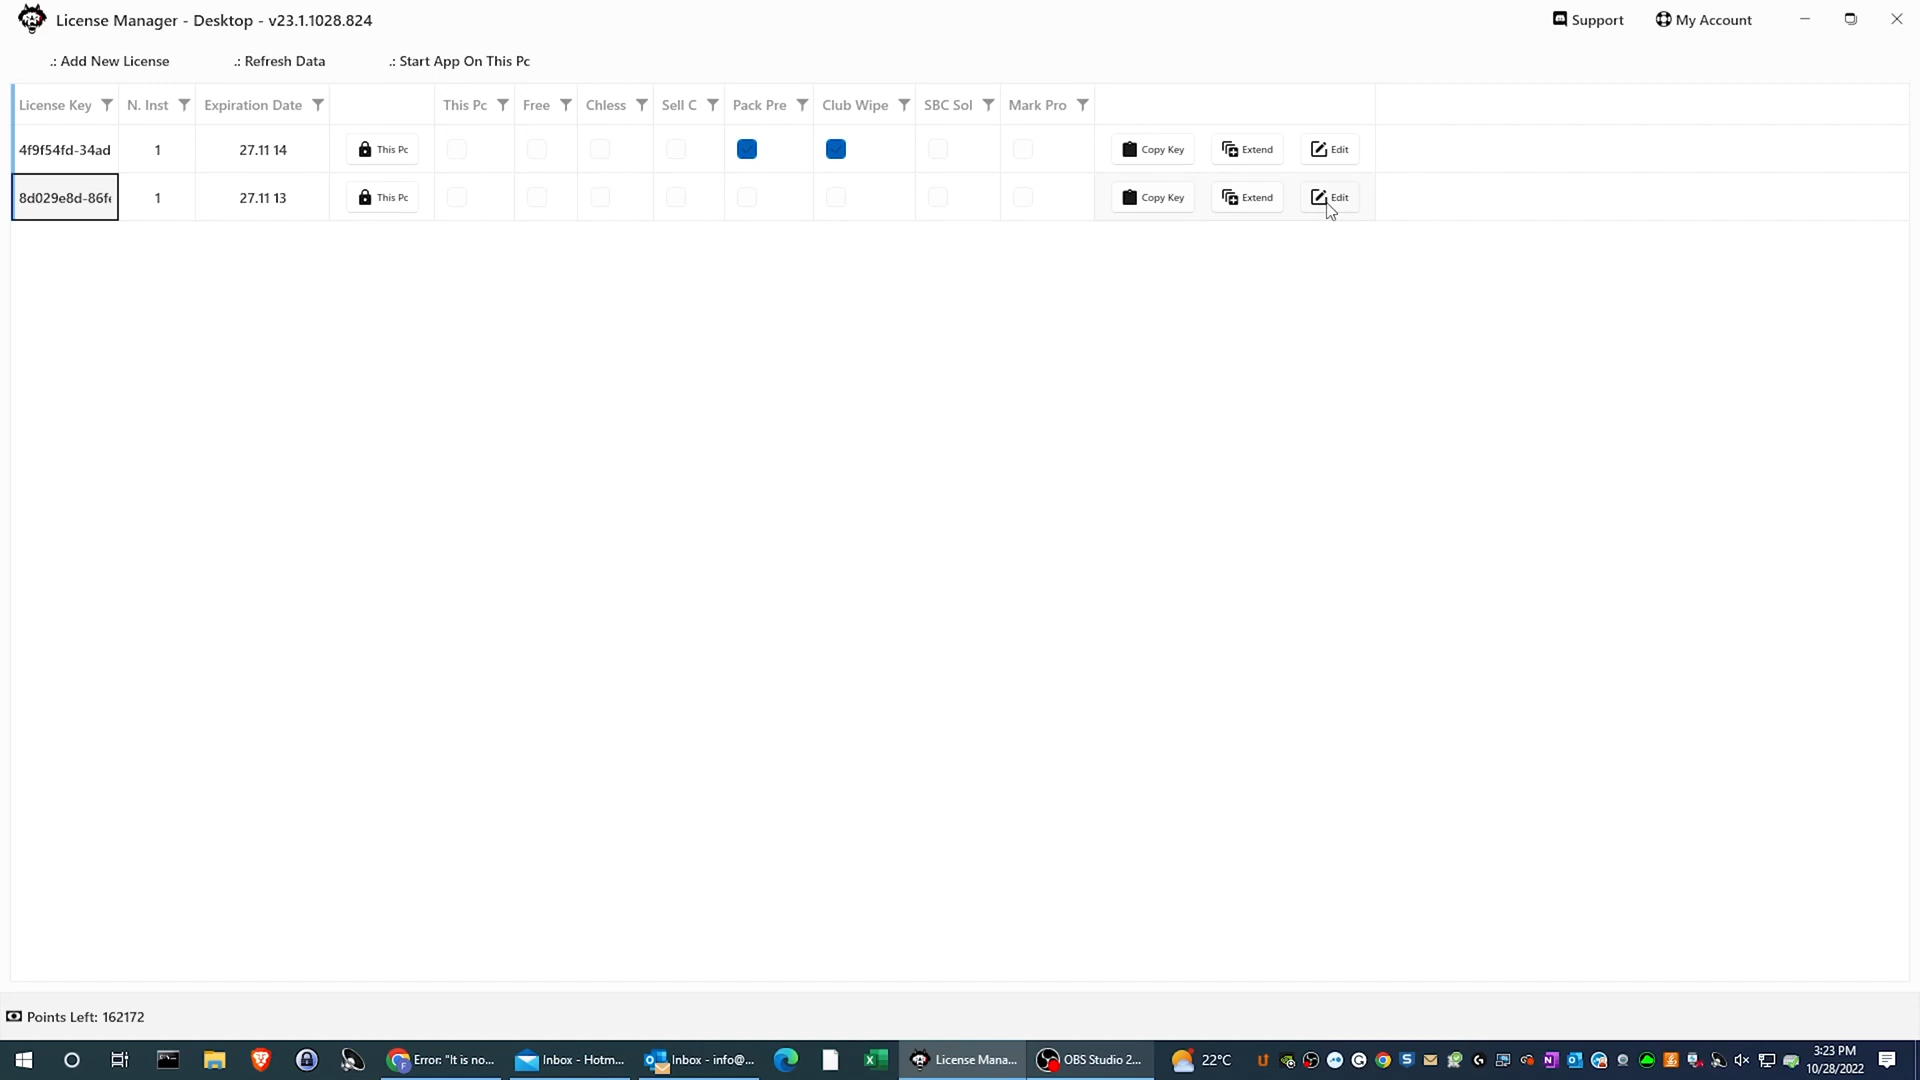 License Manager - Desktop - v23.1.1028.824
Support
My Account
.: Add New License
.: Refresh Data
.: Start App On This Pc
License Key
N. Inst
Expiration Date
This Pc
Free
Chless
Sell C
Pack Pre
Club Wipe
SBC Sol
Mark Pro
4f9f54fd-34ad
1
27.11 14
This Pc
Copy Key
Extend
Edit
8d029e8d-86f
1
27.11 13
This Pc
Copy Key
Extend
Edit
Points Left: 162172
Error: "It is no...
Inbox - Hotm...
Inbox - info@...
License Mana...
OBS Studio 2...
22°C
3:23 PM
10/28/2022